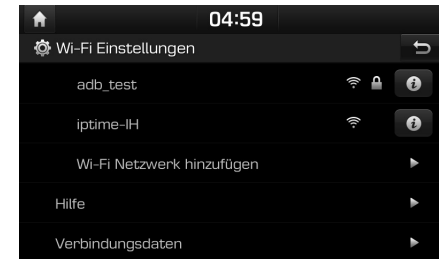 04:59
Wi-Fi Einstellungen
adb_test
iptime-IH
Wi-Fi Netzwerk hinzufügen
Hilfe
Verbindungsdaten